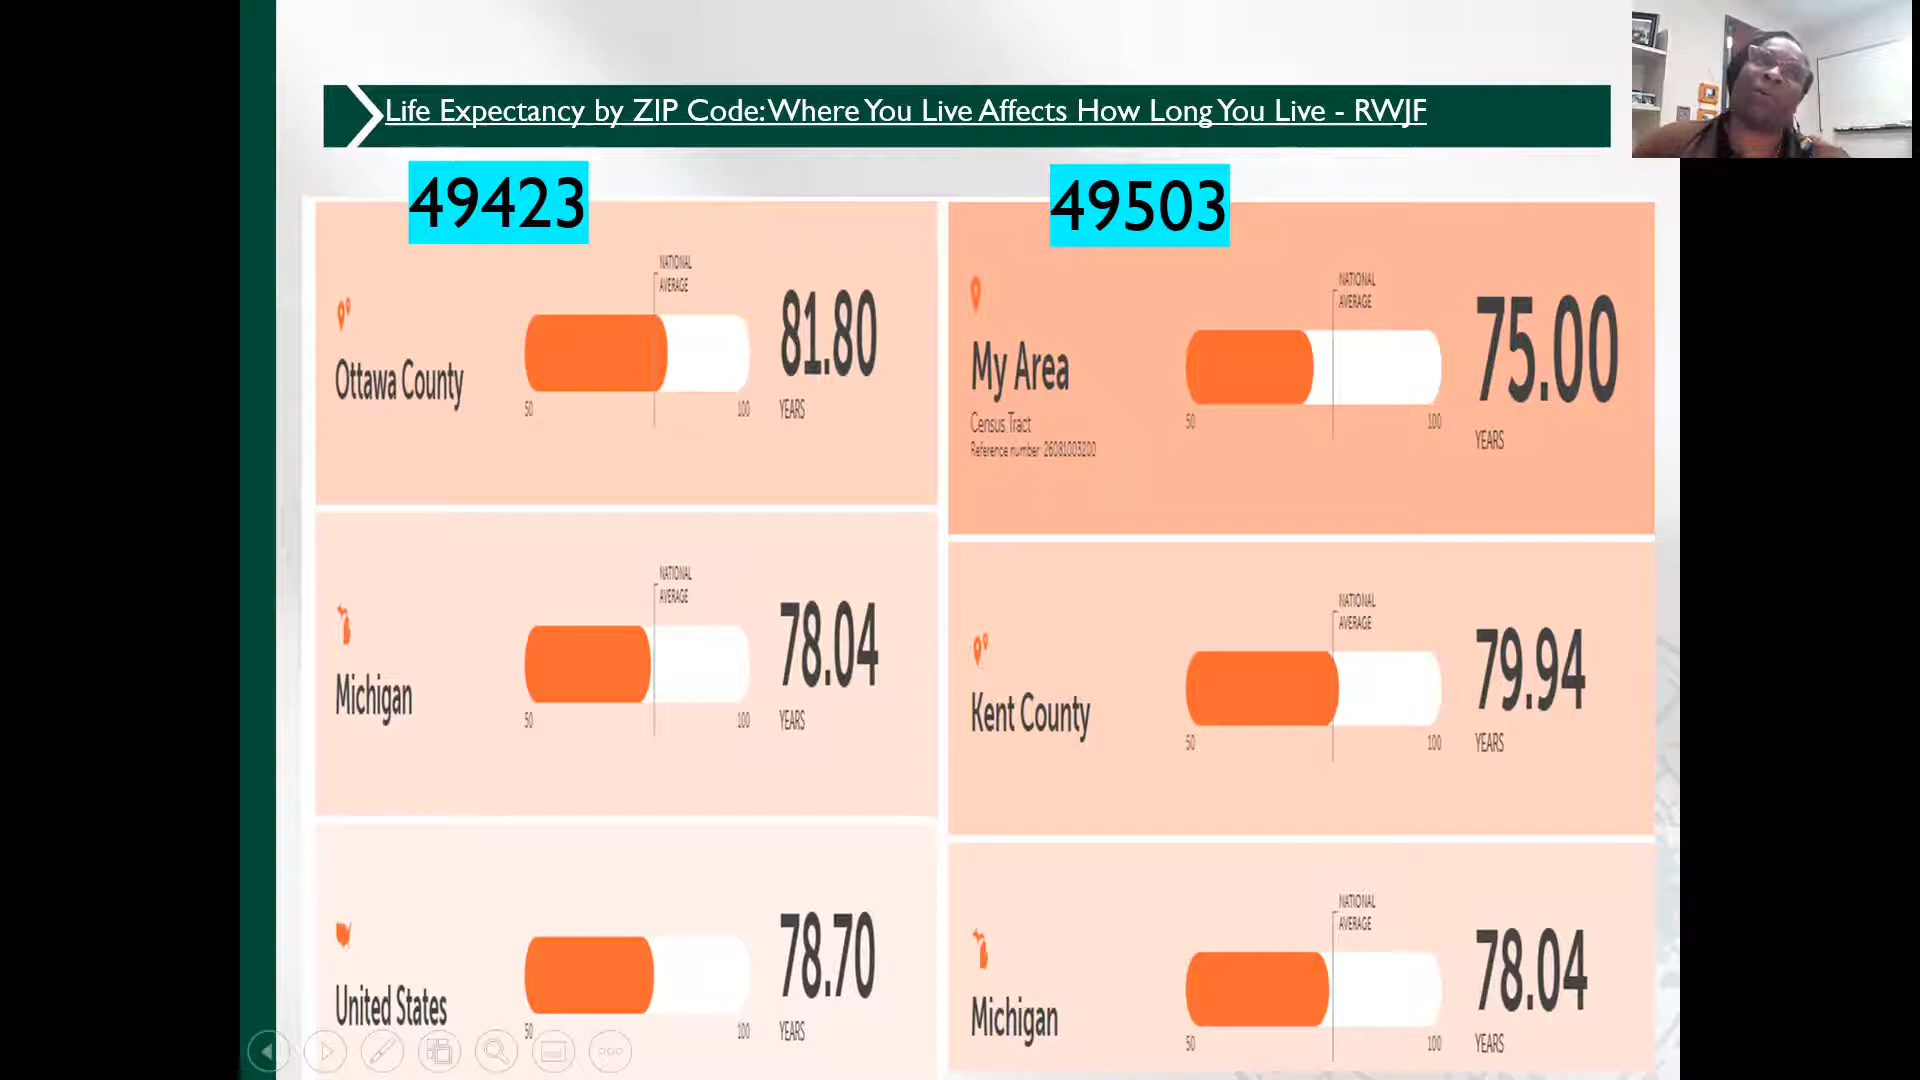 Life Expectancy by ZIP Code: Where You Live Affects How Long You Live - RWJF
49423
NATIONAL
AVERAGE
Ottawa County
81.80
50
100
YEARS
NATIONAL
AVERAGE
Michigan
78.04
50
100
YEARS
United States
78.70
50
100
YEARS
49503
NATIONAL
AVERAGE
My Area
Census Tract
Reference number 26081003200
75.00
50
100
YEARS
NATIONAL
AVERAGE
Kent County
79.94
50
100
YEARS
NATIONAL
AVERAGE
Michigan
78.04
50
100
YEARS